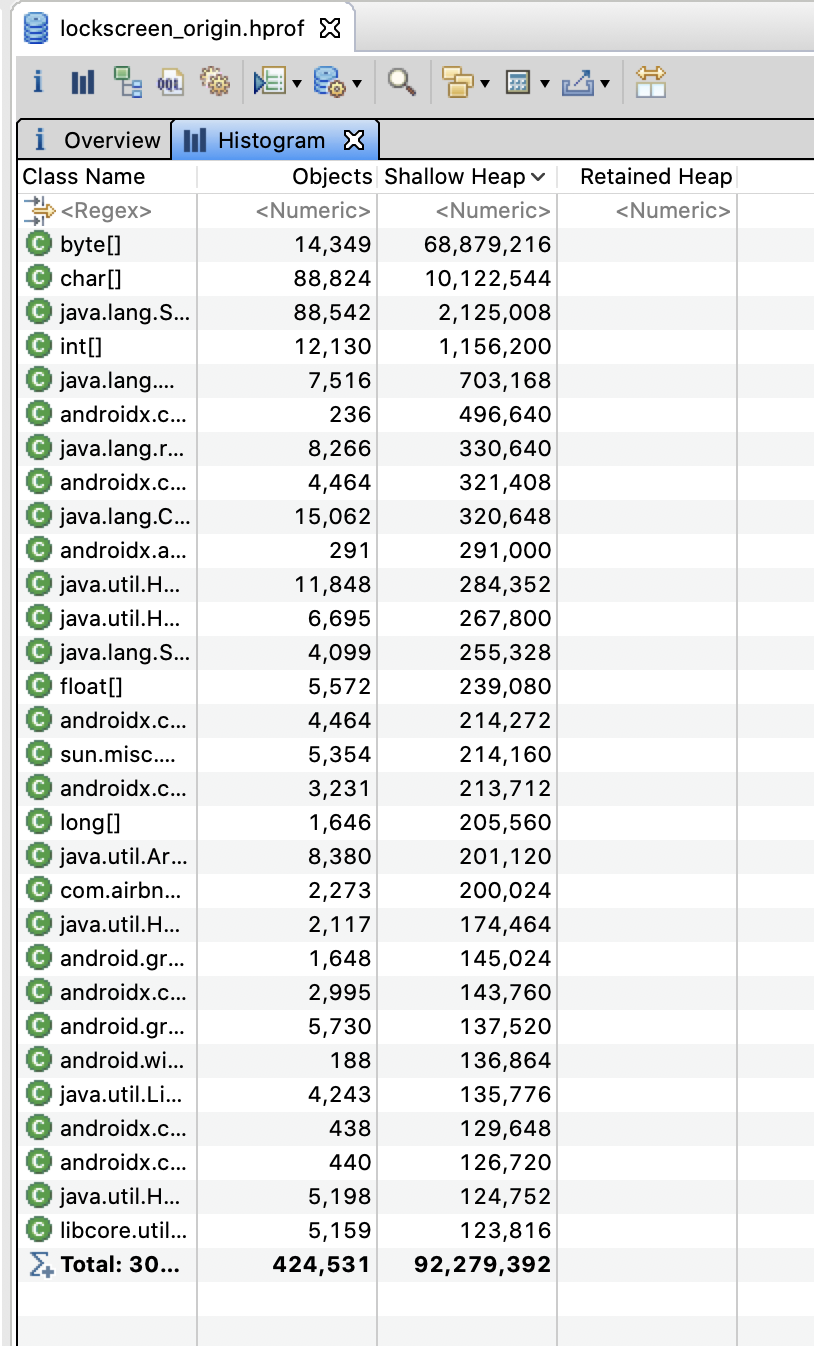 lockscreen_origin.hprof
i OQL
i Overview Histogram
Class Name Objects Shallow Heap Retained Heap
<Regex> <Numeric> <Numeric> <Numeric>
C byte[] 14,349 68,879,216
C char[] 88,824 10,122,544
C java.lang.S... 88,542 2,125,008
C int[] 12,130 1,156,200
C java.lang.... 7,516 703,168
C androidx.c... 236 496,640
C java.lang.r... 8,266 330,640
C androidx.c... 4,464 321,408
C java.lang.C... 15,062 320,648
C androidx.a... 291 291,000
C java.util.H... 11,848 284,352
C java.util.H... 6,695 267,800
C java.lang.S... 4,099 255,328
C float[] 5,572 239,080
C androidx.c... 4,464 214,272
C sun.misc.... 5,354 214,160
C androidx.c... 3,231 213,712
C long[] 1,646 205,560
C java.util.Ar... 8,380 201,120
C com.airbn... 2,273 200,024
C java.util.H... 2,117 174,464
C android.gr... 1,648 145,024
C androidx.c... 2,995 143,760
C android.gr... 5,730 137,520
C android.wi... 188 136,864
C java.util.Li... 4,243 135,776
C androidx.c... 438 129,648
C androidx.c... 440 126,720
C java.util.H... 5,198 124,752
C libcore.util... 5,159 123,816
Σ+ Total: 30... 424,531 92,279,392